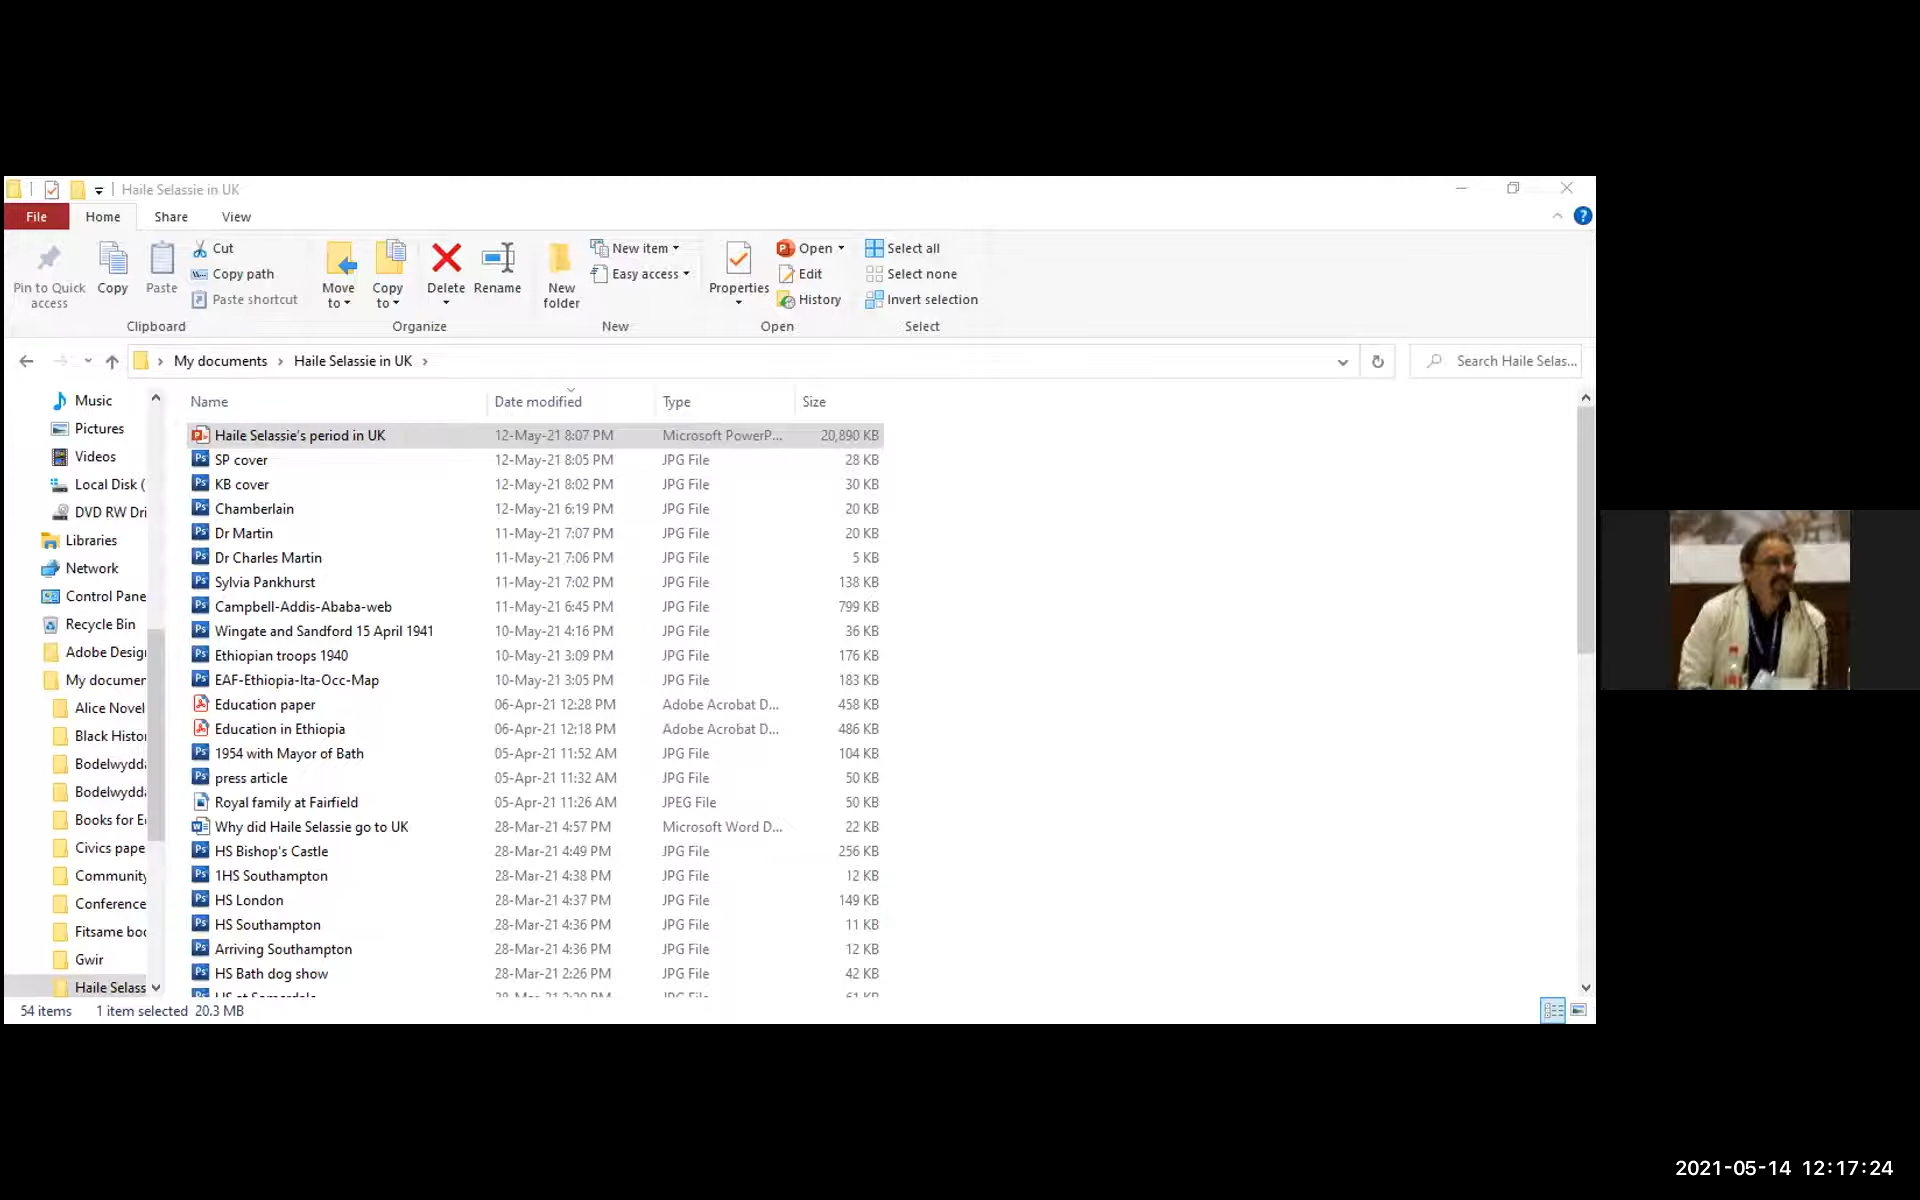 Haile Selassie in UK
File Home Share View
Pin to Quick access
Copy
Paste
Cut
Copy path
Paste shortcut
Clipboard
Move to
Copy to
Delete
Rename
Organize
New folder
New item
Easy access
New
Properties
Open
Edit
History
Open
Select all
Select none
Invert selection
Select
My documents › Haile Selassie in UK ›
Search Haile Selas...
Music
Pictures
Videos
Local Disk (
DVD RW Dri
Libraries
Network
Control Pane
Recycle Bin
Adobe Desig
My documer
Alice Novel
Black Histo
Bodelwydd
Bodelwydd
Books for E
Civics pape
Community
Conference
Fitsame boo
Gwir
Haile Selass
Name Date modified Type Size
Haile Selassie's period in UK 12-May-21 8:07 PM Microsoft PowerP... 20,890 KB
SP cover 12-May-21 8:05 PM JPG File 28 KB
KB cover 12-May-21 8:02 PM JPG File 30 KB
Chamberlain 12-May-21 6:19 PM JPG File 20 KB
Dr Martin 11-May-21 7:07 PM JPG File 20 KB
Dr Charles Martin 11-May-21 7:06 PM JPG File 5 KB
Sylvia Pankhurst 11-May-21 7:02 PM JPG File 138 KB
Campbell-Addis-Ababa-web 11-May-21 6:45 PM JPG File 799 KB
Wingate and Sandford 15 April 1941 10-May-21 4:16 PM JPG File 36 KB
Ethiopian troops 1940 10-May-21 3:09 PM JPG File 176 KB
EAF-Ethiopia-Ita-Occ-Map 10-May-21 3:05 PM JPG File 183 KB
Education paper 06-Apr-21 12:28 PM Adobe Acrobat D... 458 KB
Education in Ethiopia 06-Apr-21 12:18 PM Adobe Acrobat D... 486 KB
1954 with Mayor of Bath 05-Apr-21 11:52 AM JPG File 104 KB
press article 05-Apr-21 11:32 AM JPG File 50 KB
Royal family at Fairfield 05-Apr-21 11:26 AM JPEG File 50 KB
Why did Haile Selassie go to UK 28-Mar-21 4:57 PM Microsoft Word D... 22 KB
HS Bishop's Castle 28-Mar-21 4:49 PM JPG File 256 KB
1HS Southampton 28-Mar-21 4:38 PM JPG File 12 KB
HS London 28-Mar-21 4:37 PM JPG File 149 KB
HS Southampton 28-Mar-21 4:36 PM JPG File 11 KB
Arriving Southampton 28-Mar-21 4:36 PM JPG File 12 KB
HS Bath dog show 28-Mar-21 2:26 PM JPG File 42 KB
54 items 1 item selected 20.3 MB
2021-05-14 12:17:24